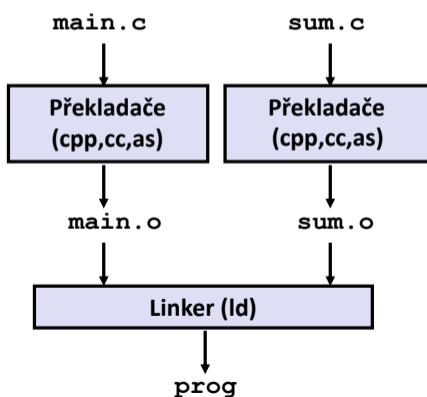 main.c sum.c
Překladače Překladače
(cpp,cc,as) (cpp,cc,as)
main.o sum.o
Linker (ld)
prog